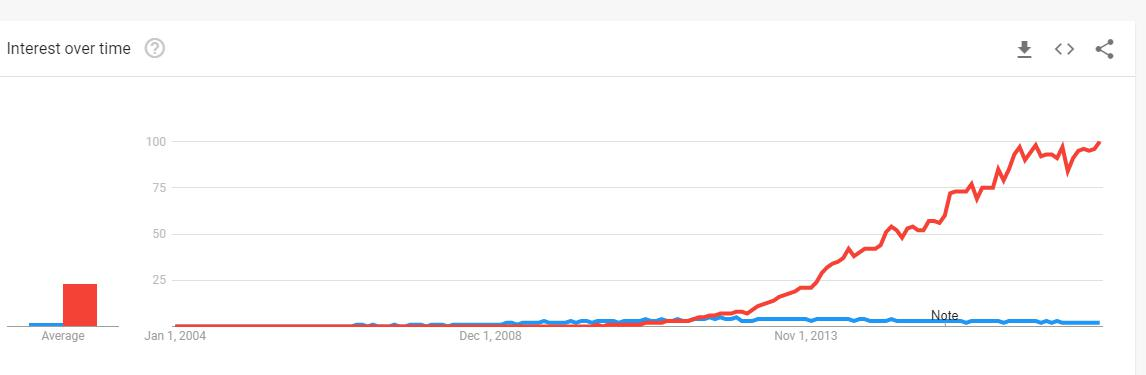 Interest over time ?
100
75
50
25
Note
Average
Jan 1, 2004
Dec 1, 2008
Nov 1, 2013